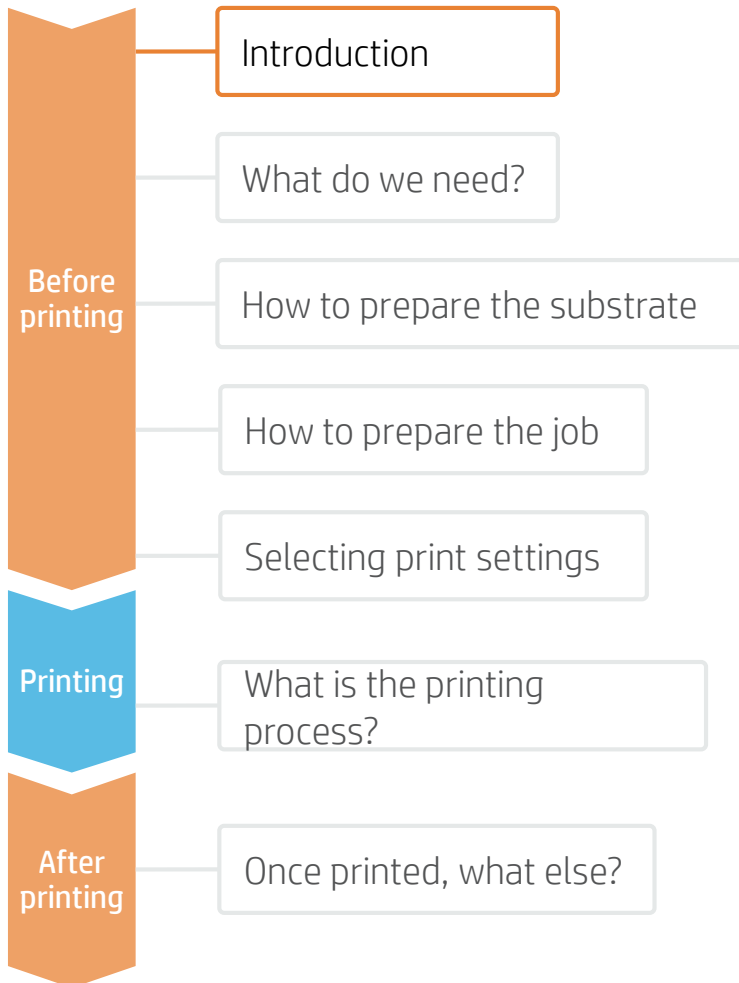 Introduction
What do we need?
Before
printing
How to prepare the substrate
How to prepare the job
Selecting print settings
Printing
What is the printing
process?
After
printing
Once printed, what else?